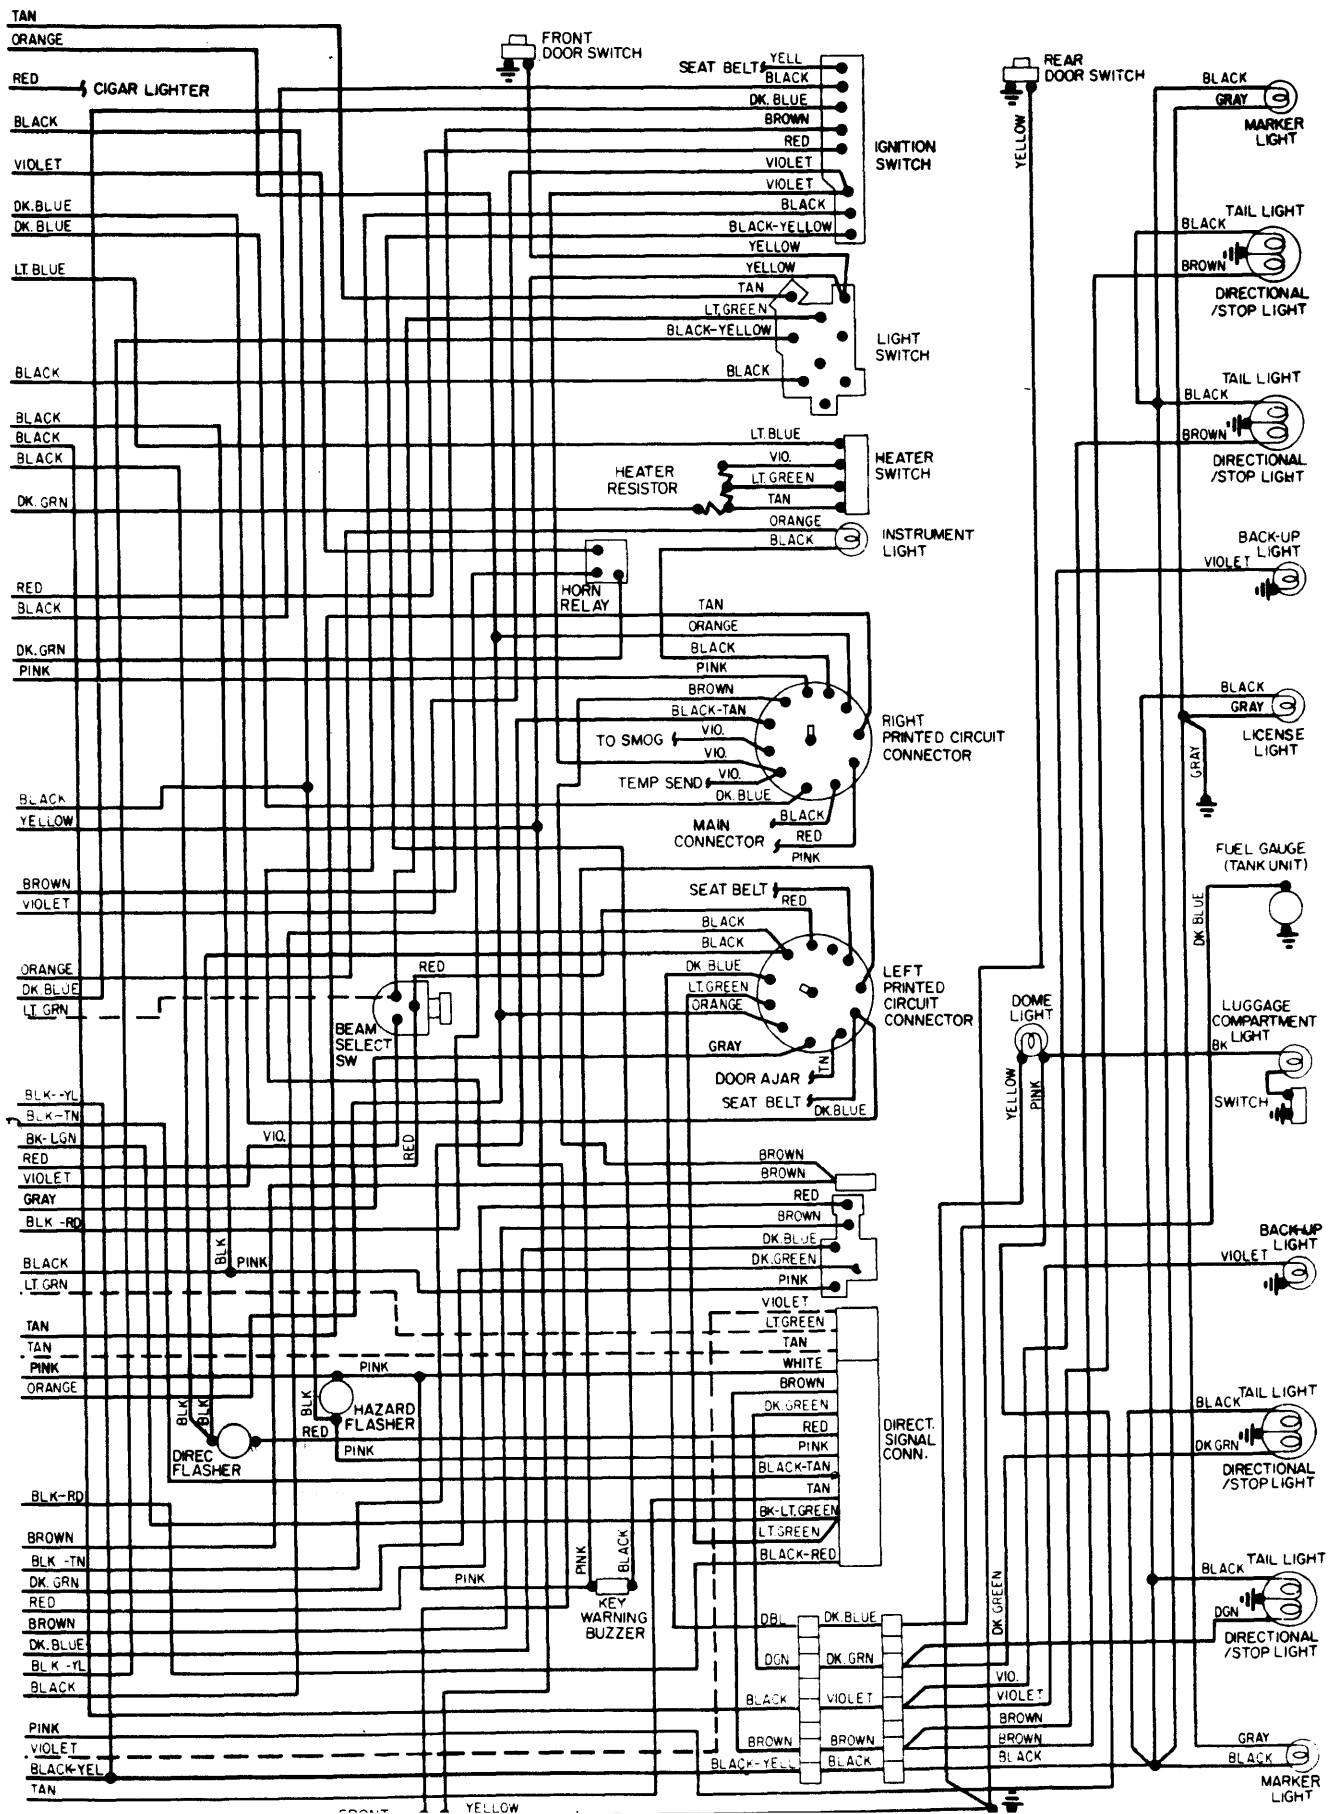 TAN
ORANGE
RED
CIGAR LIGHTER
BLACK
VIOLET
DK.BLUE
DK.BLUE
LT.BLUE
BLACK
BLACK
BLACK
BLACK
DK. GRN
RED
BLACK
DK. GRN
PINK
BLACK
YELLOW
BROWN
VIOLET
ORANGE
DK.BLUE
LT. GRN
BLK--YL
BLK-TN
BK-LGN
RED
VIOLET
GRAY
BLK -RD
BLACK
LT. GRN
TAN
TAN
PINK
ORANGE
BLK-RD
BROWN
BLK -TN
DK. GRN
RED
BROWN
DK.BLUE
BLK -YL
BLACK
PINK
VIOLET
BLACK-YEL
TAN
FRONT
DOOR SWITCH
SEAT BELT
YELL
BLACK
DK. BLUE
BROWN
RED
VIOLET
VIOLET
BLACK
BLACK-YELLOW
IGNITION
SWITCH
YELLOW
YELLOW
TAN
LT,GREEN
BLACK-YELLOW
BLACK
LIGHT
SWITCH
LT.BLUE
VIO.
LT.GREEN
TAN
HEATER
SWITCH
HEATER
RESISTOR
ORANGE
BLACK
INSTRUMENT
LIGHT
HORN
RELAY
TAN
ORANGE
BLACK
PINK
BROWN
BLACK-TAN
TO SMOG
VIO.
VIO.
TEMP SEND
VIO.
DK.BLUE
RIGHT
PRINTED CIRCUIT
CONNECTOR
MAIN
CONNECTOR
BLACK
RED
PINK
SEAT BELT
RED
BLACK
BLACK
DK.BLUE
LT.GREEN
ORANGE
GRAY
LEFT
PRINTED
CIRCUIT
CONNECTOR
DOOR AJAR
TN
SEAT BELT
DK.BLUE
RED
BEAM
SELECT
SW
VIO.
RED
BLK
PINK
BROWN
BROWN
RED
BROWN
DK.BLUE
DK.GREEN
PINK
VIOLET
LT.GREEN
TAN
WHITE
BROWN
DK.GREEN
RED
PINK
BLACK-TAN
TAN
BK-LT.GREEN
LT.GREEN
BLACK-RED
DIRECT.
SIGNAL
CONN.
PINK
BLK
HAZARD
FLASHER
BLK
BLK
RED
PINK
DIREC
FLASHER
PINK
PINK
BLACK
KEY
WARNING
BUZZER
DBL
DK.BLUE
DGN
DK.GRN
BLACK
VIOLET
BROWN
BROWN
BLACK-YELL
BLACK
VIO.
VIOLET
BROWN
BROWN
BLACK
DK GREEN
FRONT
YELLOW
REAR
DOOR SWITCH
YELLOW
DOME
LIGHT
YELLOW
PINK
BLACK
GRAY
MARKER
LIGHT
TAIL LIGHT
BLACK
BROWN
DIRECTIONAL
/STOP LIGHT
TAIL LIGHT
BLACK
BROWN
DIRECTIONAL
/STOP LIGHT
BACK-UP
LIGHT
VIOLET
BLACK
GRAY
LICENSE
LIGHT
GRAY
FUEL GAUGE
(TANK UNIT)
DK BLUE
LUGGAGE
COMPARTMENT
LIGHT
BK
SWITCH
BACK-UP
LIGHT
VIOLET
TAIL LIGHT
BLACK
DK GRN
DIRECTIONAL
/STOP LIGHT
TAIL LIGHT
BLACK
DGN
DIRECTIONAL
/STOP LIGHT
GRAY
BLACK
MARKER
LIGHT